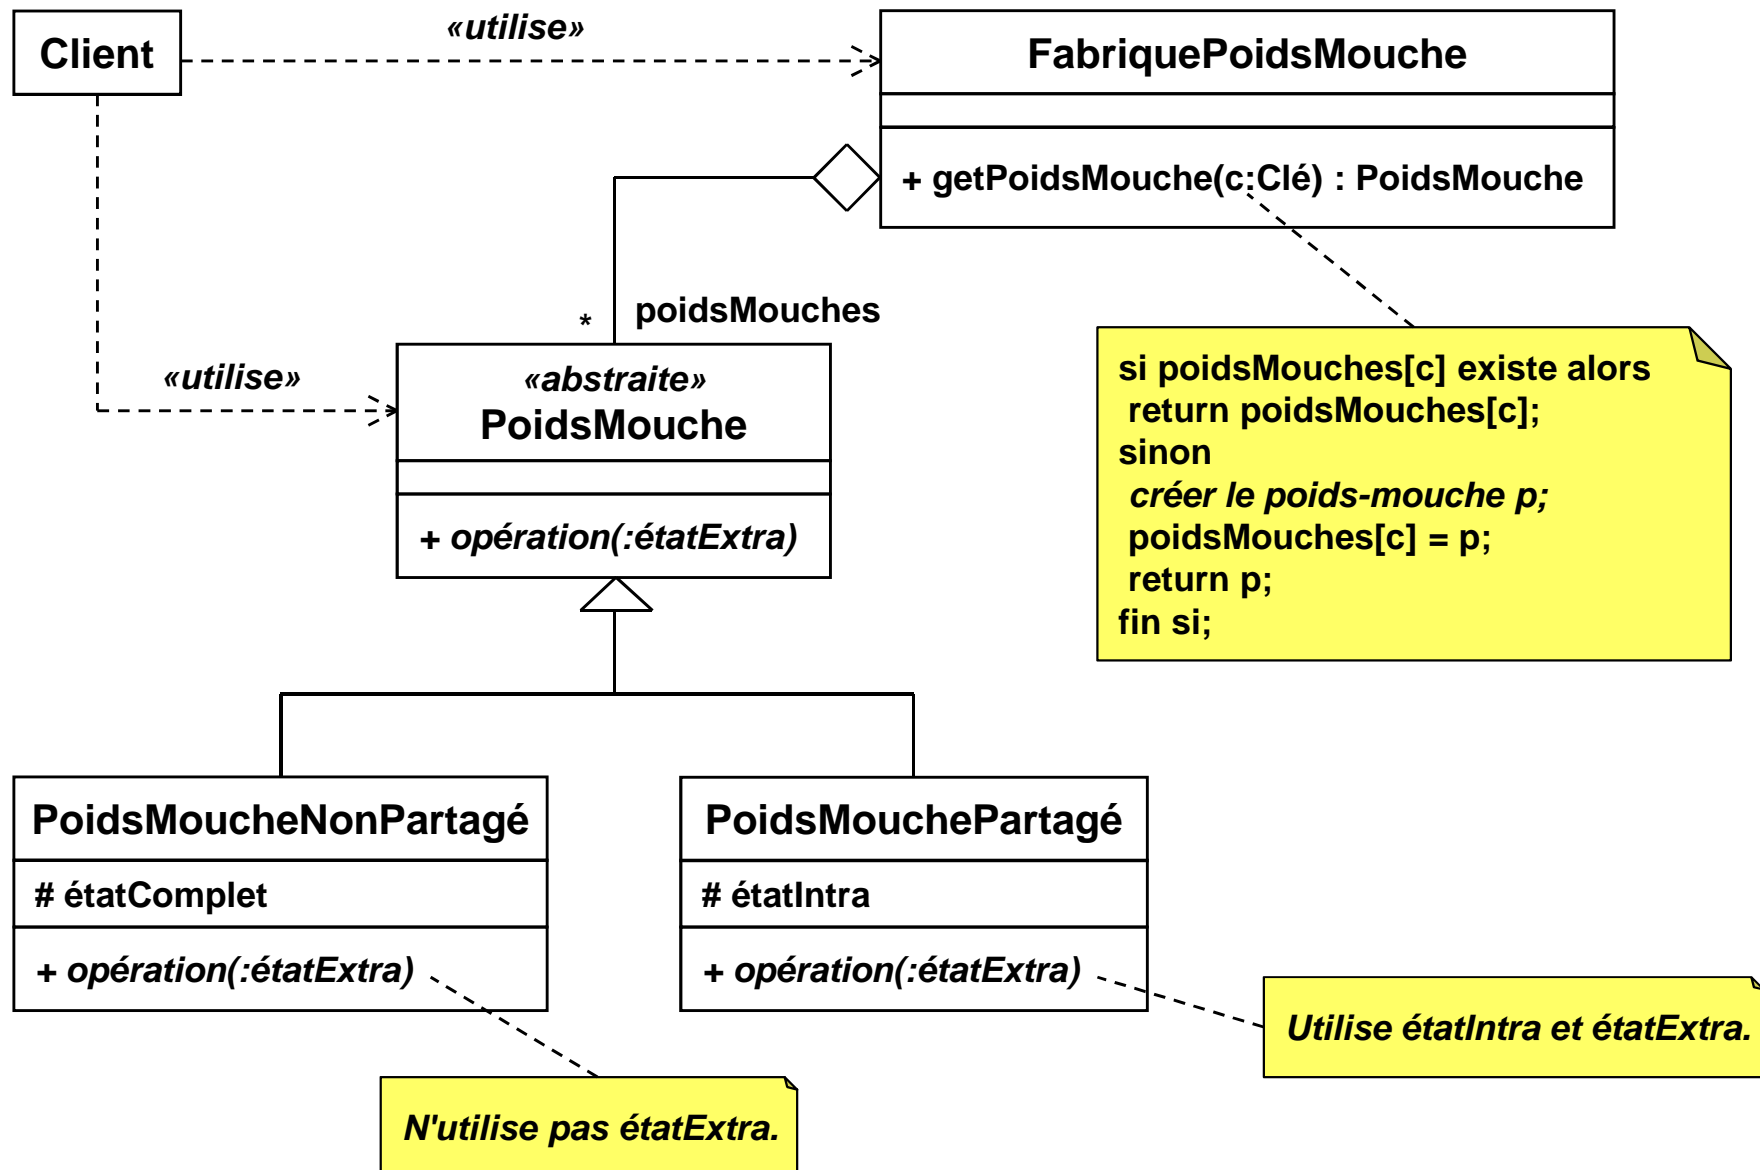 Client
«utilise»
FabriquePoidsMouche
+ getPoidsMouche(c:Clé) : PoidsMouche
* poidsMouches
«utilise»
«abstraite»
PoidsMouche
+ opération(:étatExtra)
si poidsMouches[c] existe alors
return poidsMouches[c];
sinon
créer le poids-mouche p;
poidsMouches[c] = p;
return p;
fin si;
PoidsMoucheNonPartagé
# étatComplet
+ opération(:étatExtra)
PoidsMouchePartagé
# étatIntra
+ opération(:étatExtra)
Utilise étatIntra et étatExtra.
N'utilise pas étatExtra.